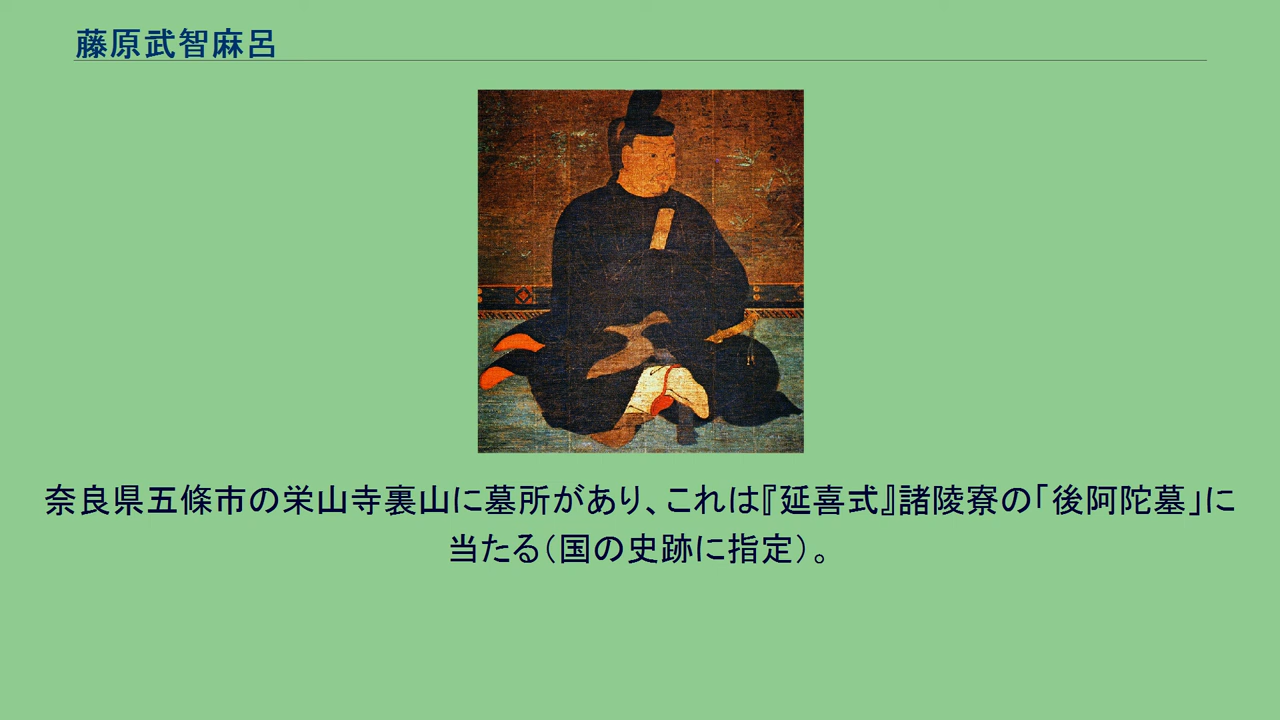 藤原武智麻呂
奈良県五條市の栄山寺裏山に墓所があり、これは『延喜式』諸陵寮の「後阿陀墓」に
当たる（国の史跡に指定）。